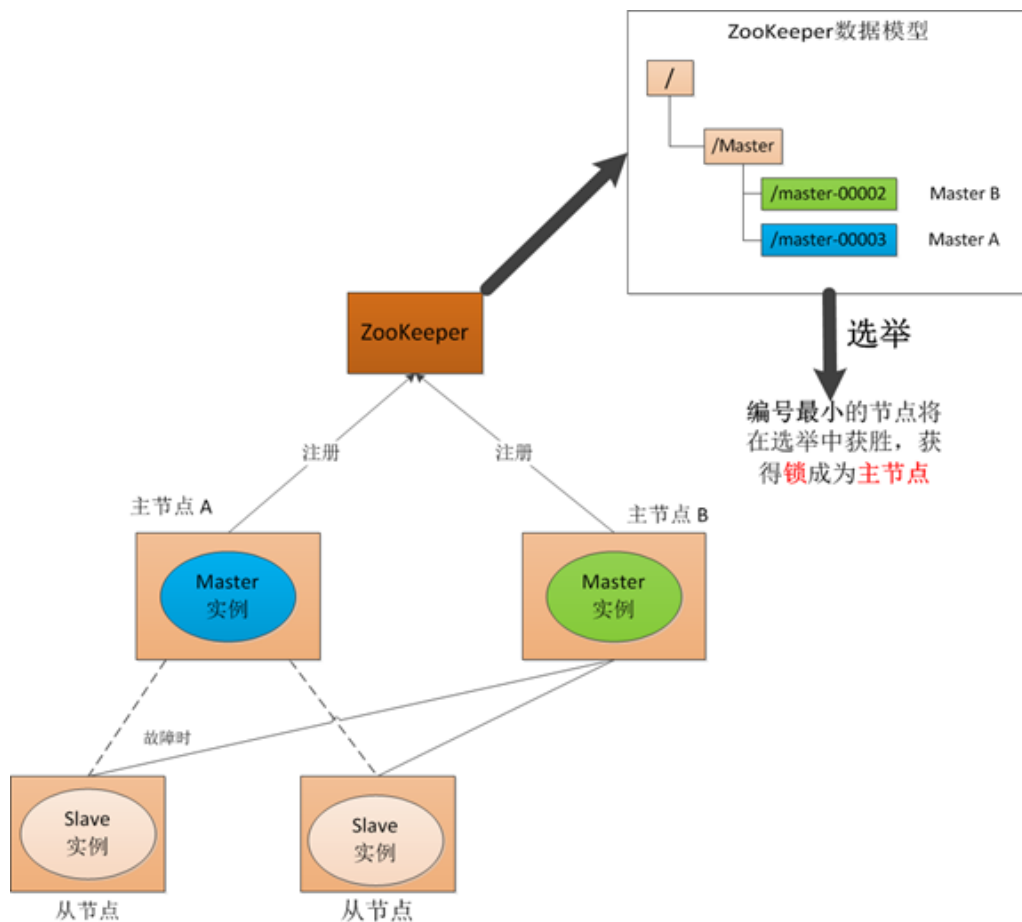 ZooKeeper数据模型
/
/Master
/master-00002
Master B
/master-00003
Master A
ZooKeeper
选举
编号最小的节点将
在选举中获胜，获
得锁成为主节点
注册
注册
主节点 A
主节点 B
Master
实例
Master
实例
故障时
Slave
实例
Slave
实例
从节点
从节点